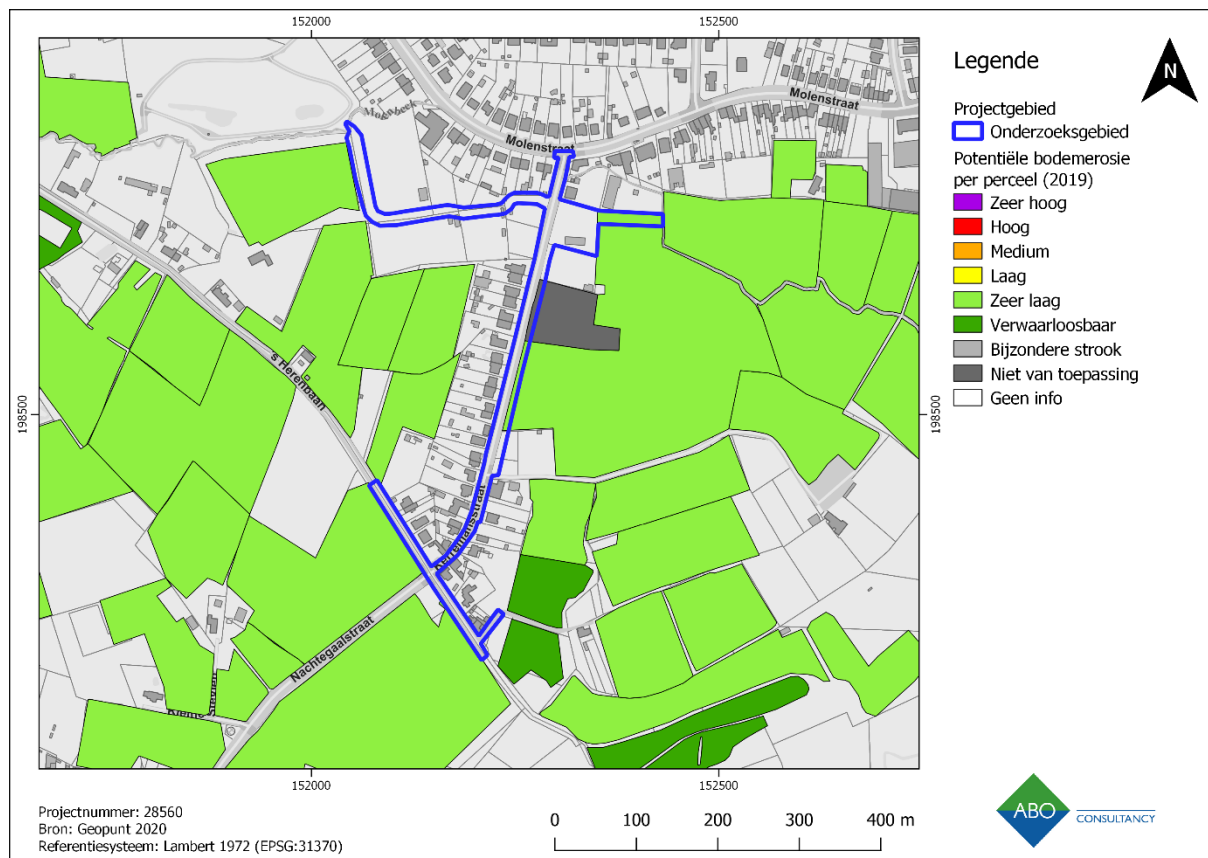 152000
152500
Molenstraat
Molenbeek
Molenstraat
's Herenbaan
198500
198500
Kerremansstraat
Nachtegaalstraat
152000
152500
Legende
N
Projectgebied
Onderzoeksgebied
Potentiële bodemerosie
per perceel (2019)
Zeer hoog
Hoog
Medium
Laag
Zeer laag
Verwaarloosbaar
Bijzondere strook
Niet van toepassing
Geen info
Projectnummer: 28560
Bron: Geopunt 2020
Referentiesysteem: Lambert 1972 (EPSG:31370)
0 100 200 300 400 m
ABO
CONSULTANCY